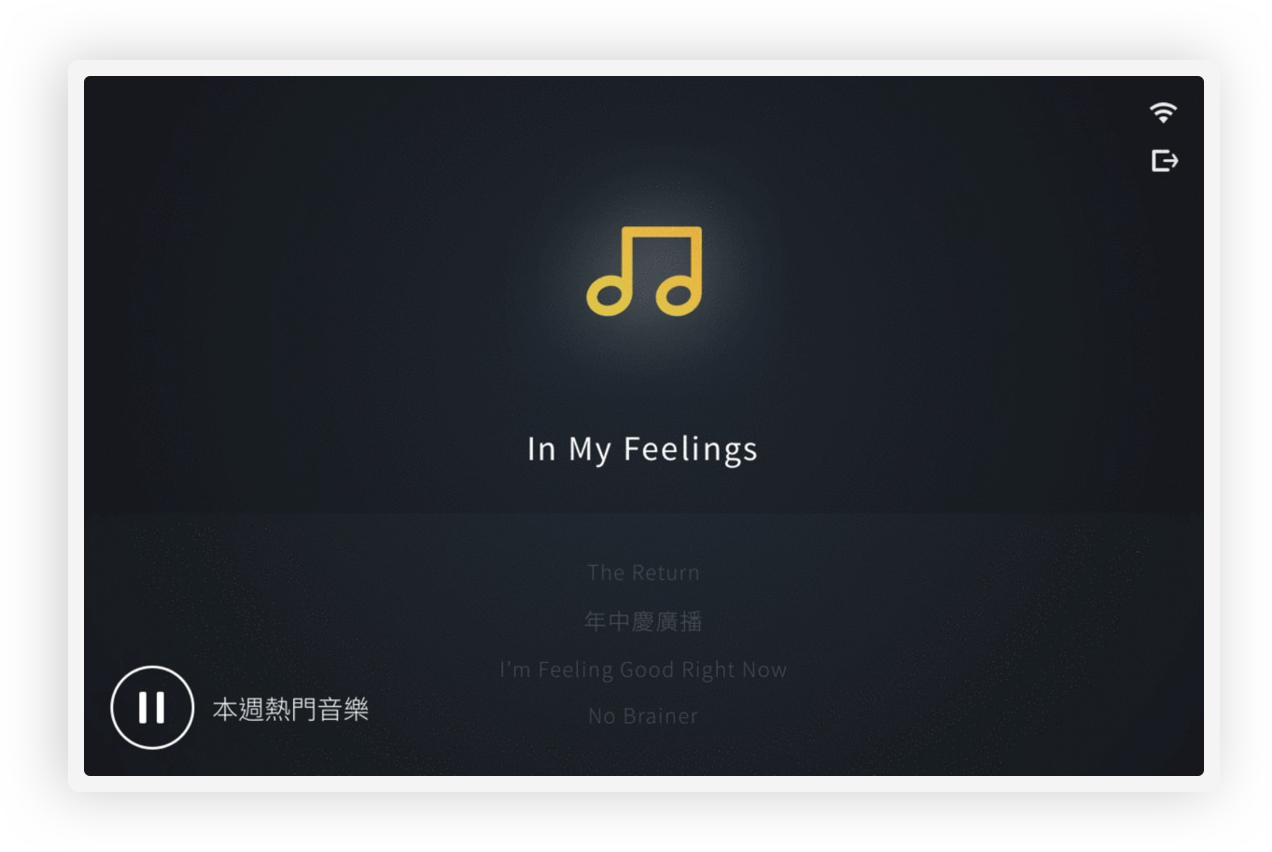 In My Feelings
The Return
年中慶廣播
I'm Feeling Good Right Now
No Brainer
本週熱門音樂